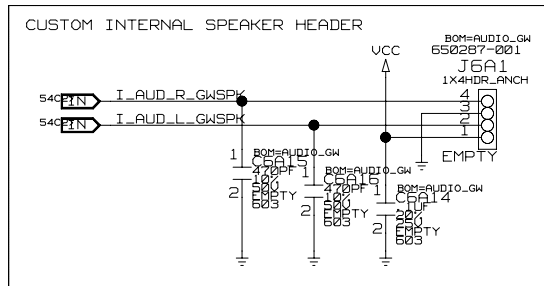 CUSTOM INTERNAL SPEAKER HEADER
BOM=AUDIO_GW
650287-001
VCC
J6A1
1X4HDR_ANCH
IN
I_AUD_R_GWSPK
4
3
IN
I_AUD_L_GWSPK
2
1
EMPTY
BOM=AUDIO_GW
1
C6A15
470PF
10%
50V
EMPTY
603
2
BOM=AUDIO_GW
1
C6A16
470PF
10%
50V
EMPTY
603
2
BOM=AUDIO_GW
1
C6A14
.1UF
20%
25V
EMPTY
603
2